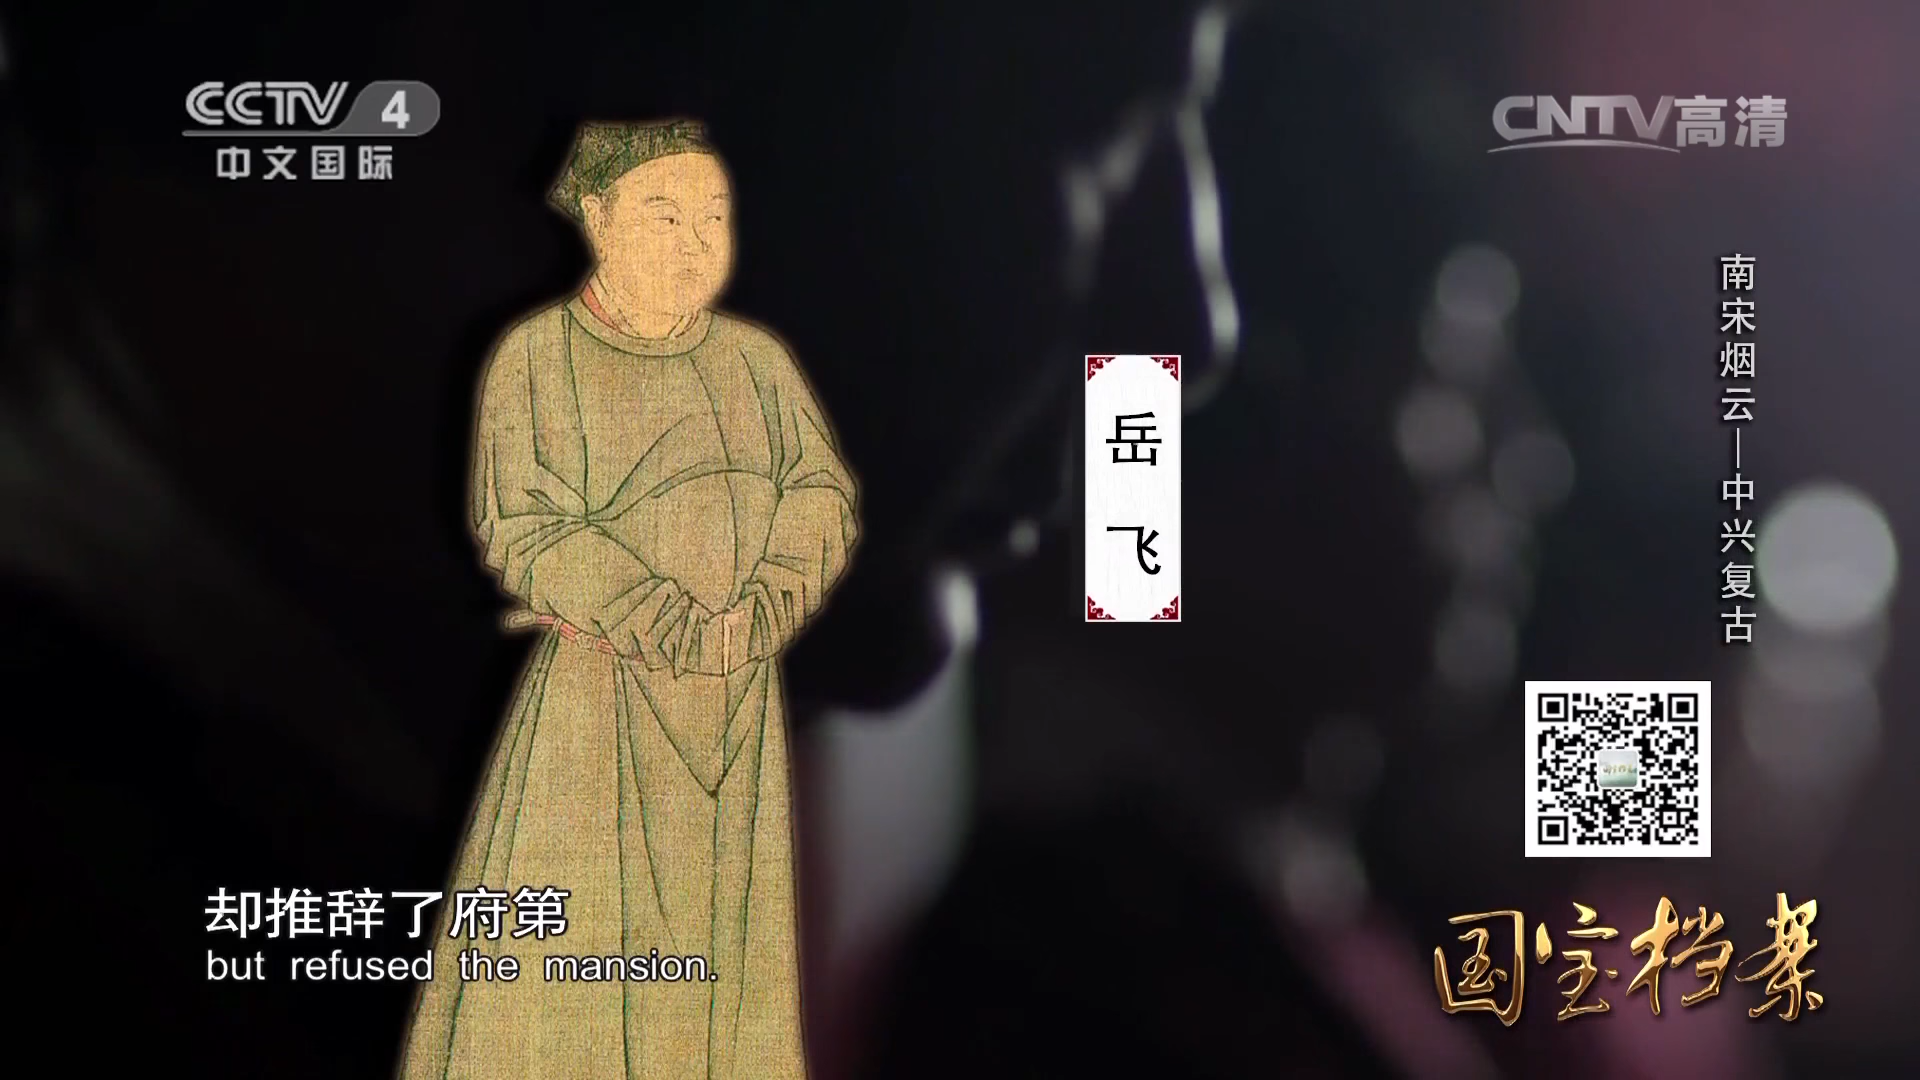 CCTV 4
中文国际
CNTV高清
南宋烟云—中兴复古
岳飞
却推辞了府第
but refused the mansion.
国宝档案